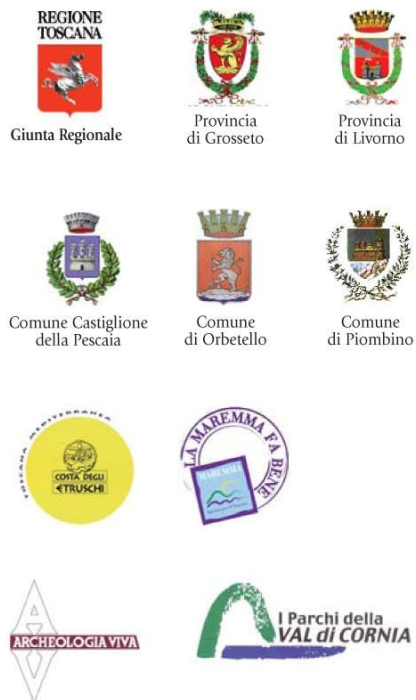 REGIONE
TOSCANA
Giunta Regionale
Provincia
di Grosseto
Provincia
di Livorno
Comune Castiglione
della Pescaia
Comune
di Orbetello
Comune
di Piombino
TOSCANA MEDITERRANEA
COSTA DEGLI
ETRUSCHI
LA MAREMMA FA BENE
MAREMMA
ARCHEOLOGIA VIVA
I Parchi della
VAL di CORNIA